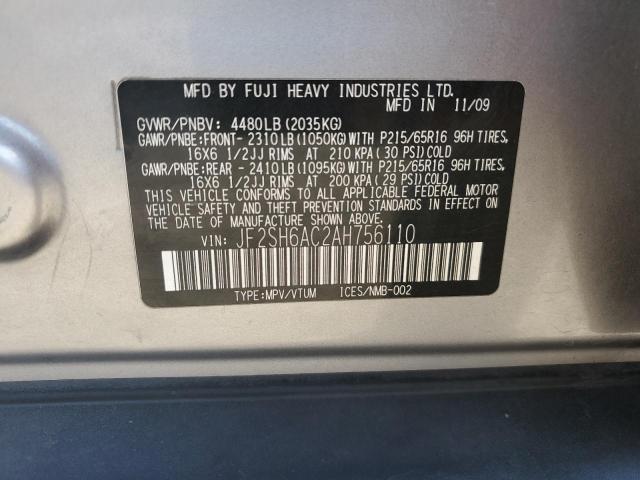 MFD BY FUJI HEAVY INDUSTRIES LTD.
MFD IN 11/09
GVWR/PNBV: 4480LB (2035KG)
GAWR/PNBE:FRONT- 2310LB (1050KG)WITH P215/65R16 96H TIRES,
16X6 1/2JJ RIMS AT 210 KPA (30 PSI) COLD
GAWR/PNBE:REAR - 2410LB (1095KG)WITH P215/65R16 96H TIRES,
16X6 1/2JJ RIMS AT 200 KPA (29 PSI) COLD
THIS VEHICLE CONFORMS TO ALL APPLICABLE FEDERAL MOTOR
VEHICLE SAFETY AND THEFT PREVENTION STANDARDS IN EFFECT
ON THE DATE OF MANUFACTURE SHOWN ABOVE.
VIN: JF2SH6AC2AH756110
TYPE:MPV/VTUM ICES/NMB-002